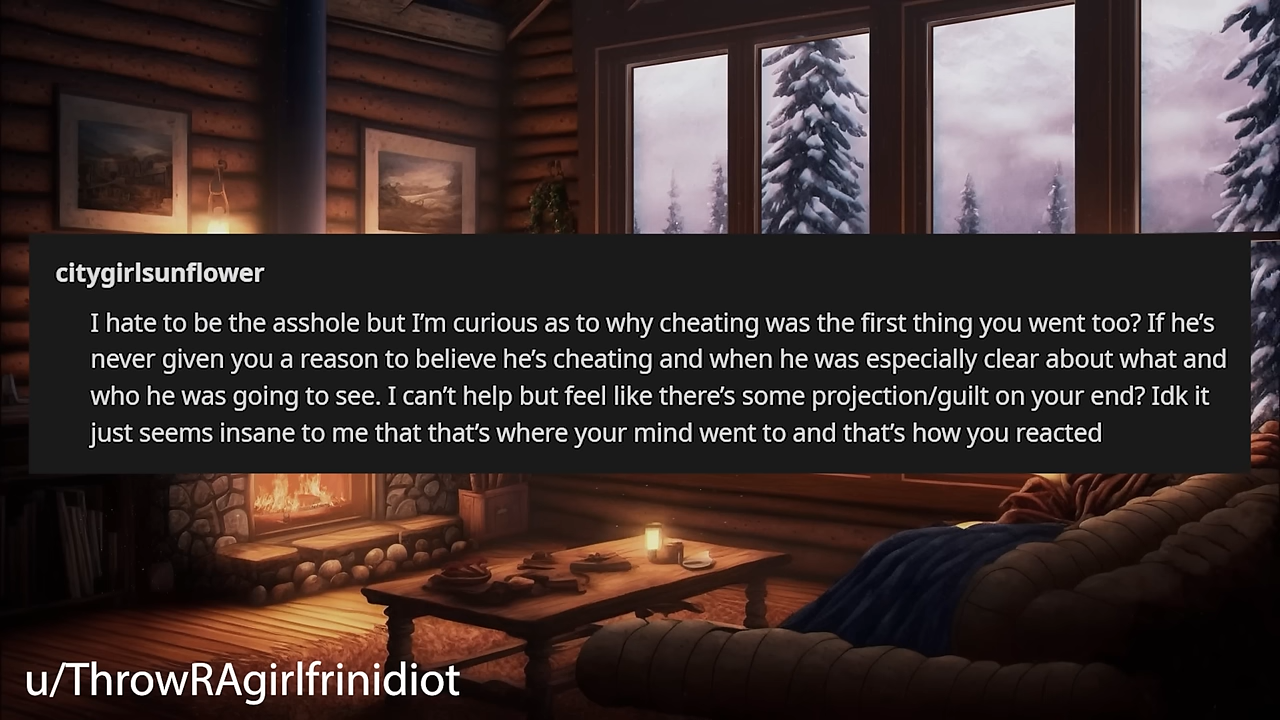 citygirlsunflower
I hate to be the asshole but I’m curious as to why cheating was the first thing you went too? If he’s
never given you a reason to believe he’s cheating and when he was especially clear about what and
who he was going to see. I can’t help but feel like there’s some projection/guilt on your end? Idk it
just seems insane to me that that’s where your mind went to and that’s how you reacted
u/ThrowRAgirlfrinidiot